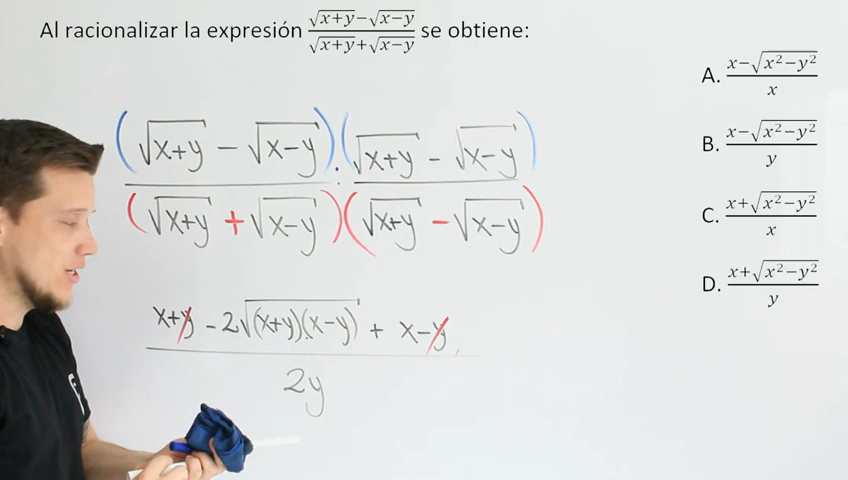 Al racionalizar la expresión (√(x+y)−√(x−y))/(√(x+y)+√(x−y)) se obtiene:
A. (x−√(x²−y²))/x
B. (x−√(x²−y²))/y
C. (x+√(x²−y²))/x
D. (x+√(x²−y²))/y
(√(x+y) − √(x−y)) · (√(x+y) − √(x−y))
(√(x+y) + √(x−y)) (√(x+y) − √(x−y))
x+y − 2√((x+y)(x−y)) + x−y
2y